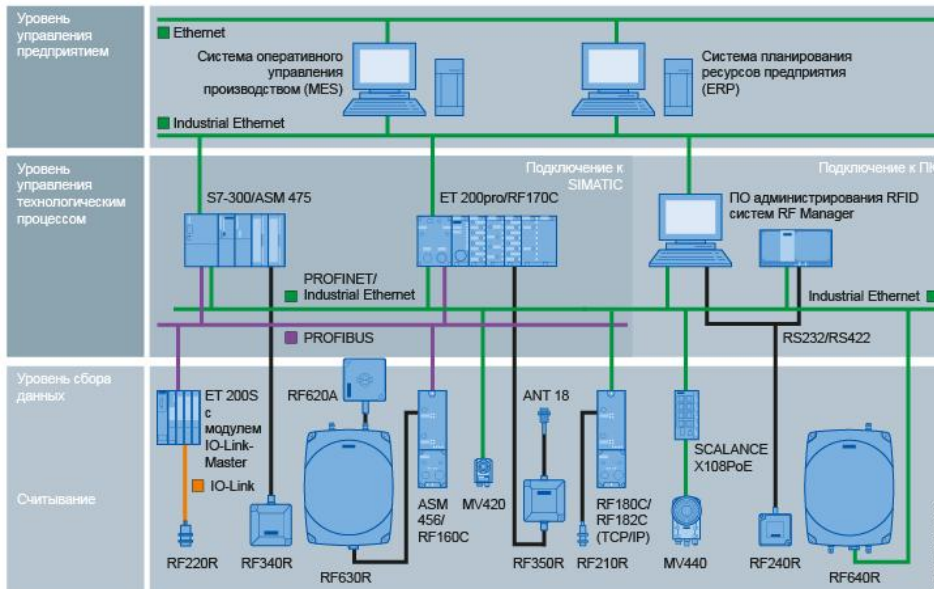 Уровень
управления
предприятием
Ethernet
Система оперативного
управления
производством (MES)
Система планирования
ресурсов предприятия
(ERP)
Industrial Ethernet
Уровень
управления
технологическим
процессом
Подключение к
SIMATIC
Подключение к ПК
S7-300/ASM 475
ET 200pro/RF170C
ПО администрирования RFID
систем RF Manager
PROFINET/
Industrial Ethernet
Industrial Ethernet
PROFIBUS
RS232/RS422
Уровень сбора
данных
Считывание
ET 200S
с
модулем
IO-Link-
Master
IO-Link
RF620A
ANT 18
SCALANCE
X108PoE
ASM
456/
RF160C
MV420
RF180C/
RF182C
(TCP/IP)
RF220R
RF340R
RF630R
RF350R
RF210R
MV440
RF240R
RF640R